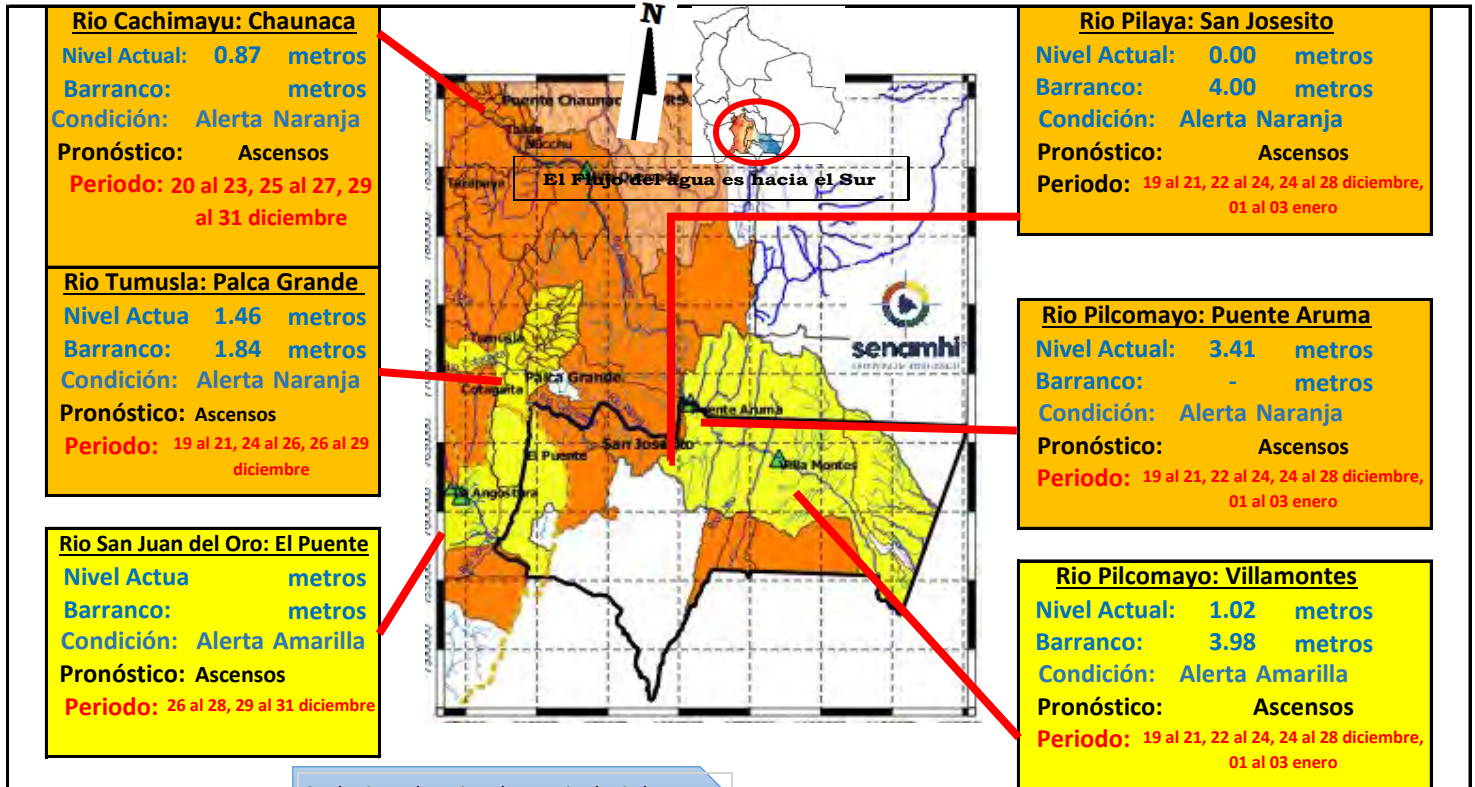 Rio Cachimayu: Chaunaca
Nivel Actual: 0.87 metros
Barranco: metros
Condición: Alerta Naranja
Pronóstico: Ascensos
Periodo: 20 al 23, 25 al 27, 29
al 31 diciembre
Rio Tumusla: Palca Grande
Nivel Actua 1.46 metros
Barranco: 1.84 metros
Condición: Alerta Naranja
Pronóstico: Ascensos
Periodo: 19 al 21, 24 al 26, 26 al 29
diciembre
Rio San Juan del Oro: El Puente
Nivel Actua metros
Barranco: metros
Condición: Alerta Amarilla
Pronóstico: Ascensos
Periodo: 26 al 28, 29 al 31 diciembre
N
Puente Chaunac
El Flujo del agua es hacia el Sur
Tumusla
Palca Grande
Cotagaita
El Puente
San Josesito
Angostura
ente Aruma
Villa Montes
senamhi
Rio Pilaya: San Josesito
Nivel Actual: 0.00 metros
Barranco: 4.00 metros
Condición: Alerta Naranja
Pronóstico: Ascensos
Periodo: 19 al 21, 22 al 24, 24 al 28 diciembre,
01 al 03 enero
Rio Pilcomayo: Puente Aruma
Nivel Actual: 3.41 metros
Barranco: - metros
Condición: Alerta Naranja
Pronóstico: Ascensos
Periodo: 19 al 21, 22 al 24, 24 al 28 diciembre,
01 al 03 enero
Rio Pilcomayo: Villamontes
Nivel Actual: 1.02 metros
Barranco: 3.98 metros
Condición: Alerta Amarilla
Pronóstico: Ascensos
Periodo: 19 al 21, 22 al 24, 24 al 28 diciembre,
01 al 03 enero